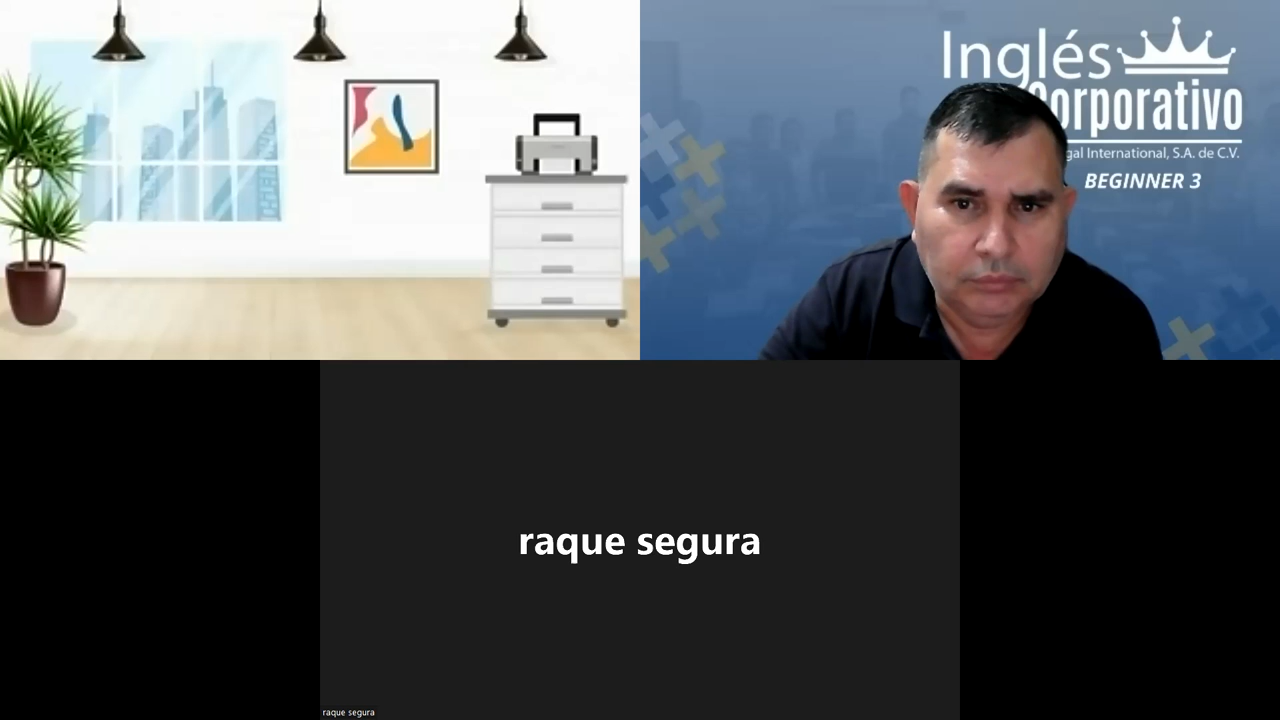 Inglés
Corporativo
gal International, S.A. de C.V.
BEGINNER 3
raque segura
raque segura